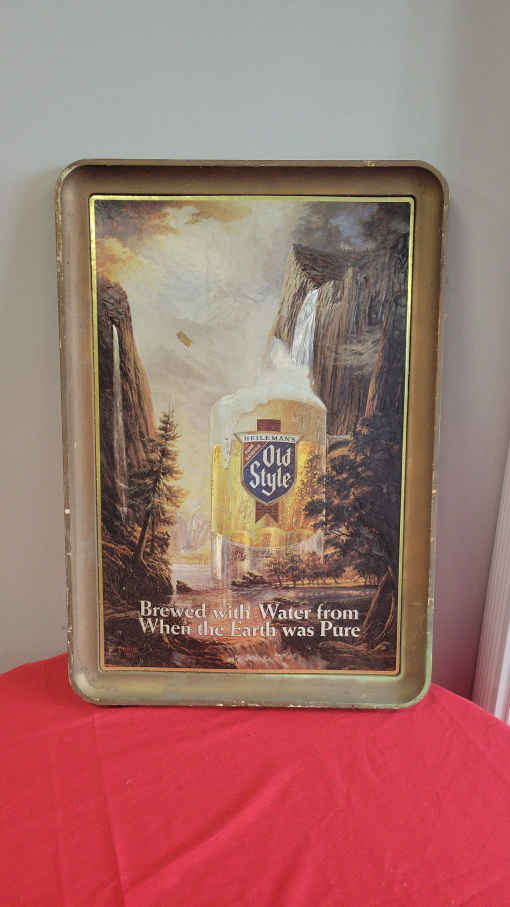 HEILEMAN'S
Old
Style
Brewed with Water from
When the Earth was Pure